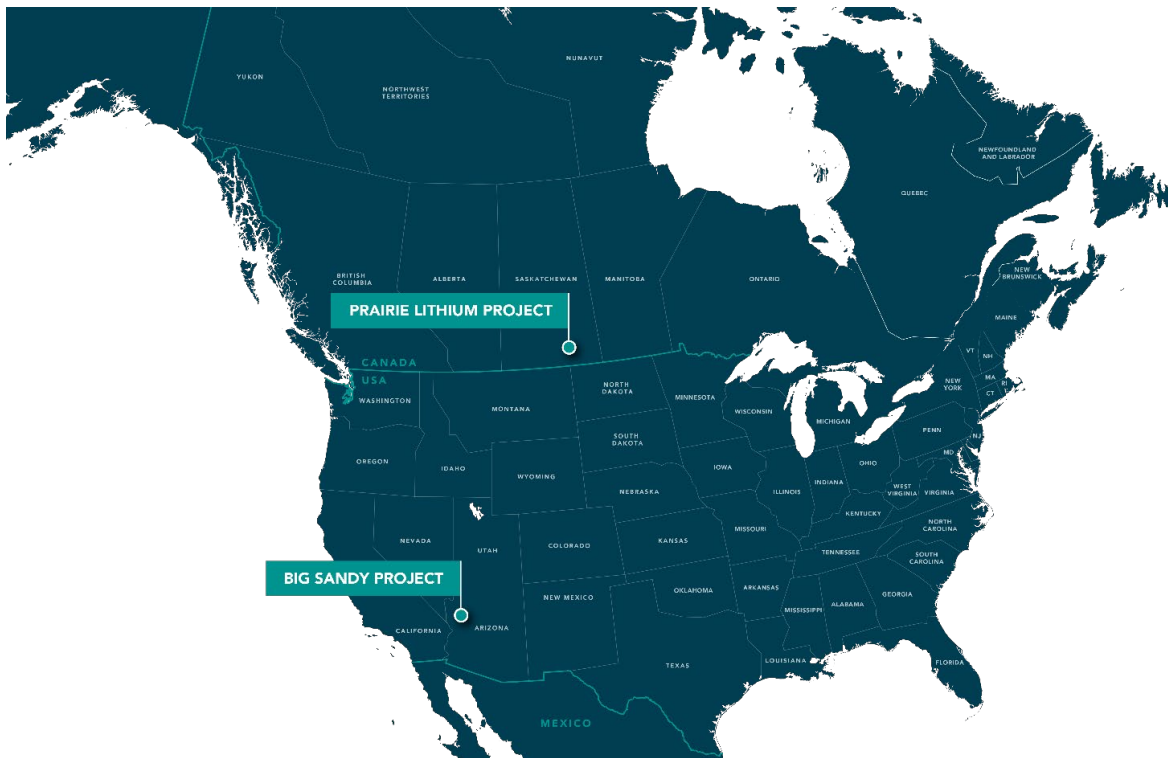 NUNAVUT
YUKON
NORTHWEST
TERRITORIES
NEWFOUNDLAND
AND LABRADOR
QUEBEC
BRITISH
COLUMBIA
ALBERTA
SASKATCHEWAN
MANITOBA
ONTARIO
NEW
BRUNSWICK
PRAIRIE LITHIUM PROJECT
MAINE
CANADA
USA
VT
NH
MA
RI
CT
NEW
YORK
WASHINGTON
MONTANA
NORTH
DAKOTA
MINNESOTA
WISCONSIN
MICHIGAN
PENN
NJ
MD
OREGON
IDAHO
WYOMING
SOUTH
DAKOTA
IOWA
NEBRASKA
ILLINOIS
INDIANA
OHIO
WEST
VIRGINIA
VIRGINIA
KENTUCKY
NEVADA
UTAH
COLORADO
KANSAS
MISSOURI
NORTH
CAROLINA
TENNESSEE
SOUTH
CAROLINA
BIG SANDY PROJECT
NEW MEXICO
OKLAHOMA
ARKANSAS
MISSISSIPPI
ALABAMA
GEORGIA
CALIFORNIA
ARIZONA
TEXAS
LOUISIANA
FLORIDA
MEXICO